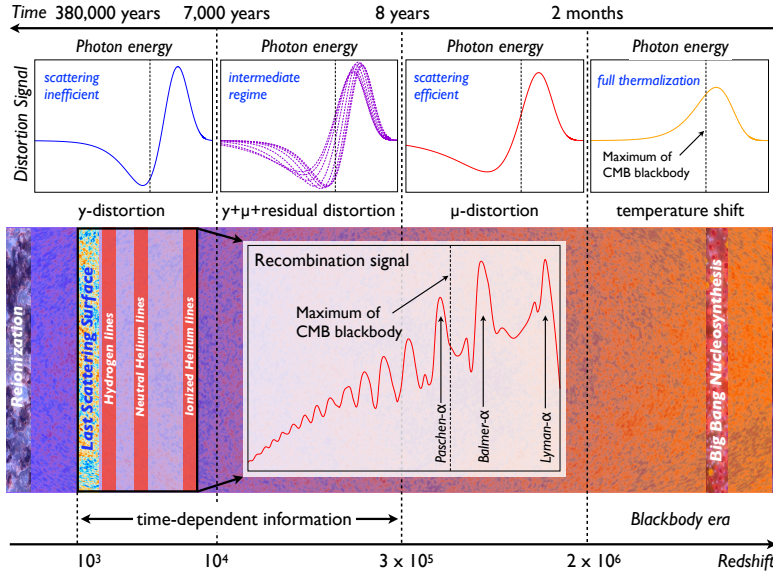 Time
380,000 years
7,000 years
8 years
2 months
Photon energy
Photon energy
Photon energy
Photon energy
Distortion Signal
scattering
inefficient
intermediate
regime
scattering
efficient
full thermalization
Maximum of
CMB blackbody
y-distortion
y+μ+residual distortion
μ-distortion
temperature shift
Reionization
Last Scattering Surface
Hydrogen lines
Neutral Helium lines
Ionized Helium lines
Recombination signal
Maximum of
CMB blackbody
Paschen-α
Balmer-α
Lyman-α
Big Bang Nucleosynthesis
time-dependent information
Blackbody era
10³
10⁴
3 x 10⁵
2 x 10⁶
Redshift